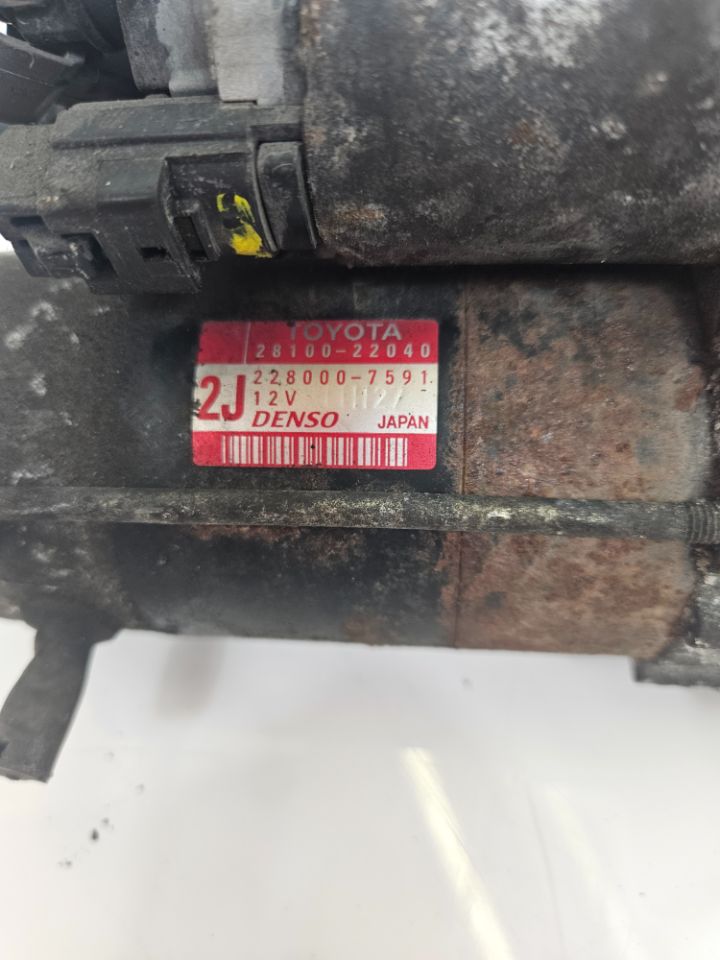 TOYOTA
28100-22040
2J
228000-7591
12V
DENSO JAPAN